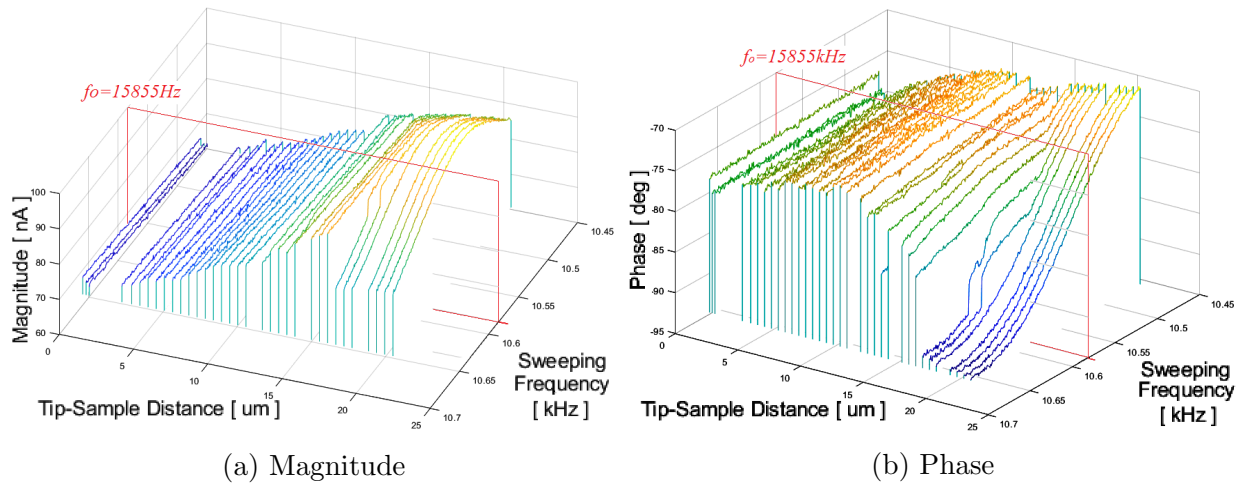 fo=15855Hz
100
90
80
70
60
Magnitude [ nA ]
0
5
10
15
20
25
Tip-Sample Distance [ um ]
10.45
10.5
10.55
10.6
10.65
10.7
Sweeping
Frequency
[ kHz ]
(a) Magnitude
fo=15855kHz
-70
-75
-80
-85
-90
-95
Phase [ deg ]
0
5
10
15
20
25
Tip-Sample Distance [ um ]
10.45
10.5
10.55
10.6
10.65
10.7
Sweeping
Frequency
[ kHz ]
(b) Phase